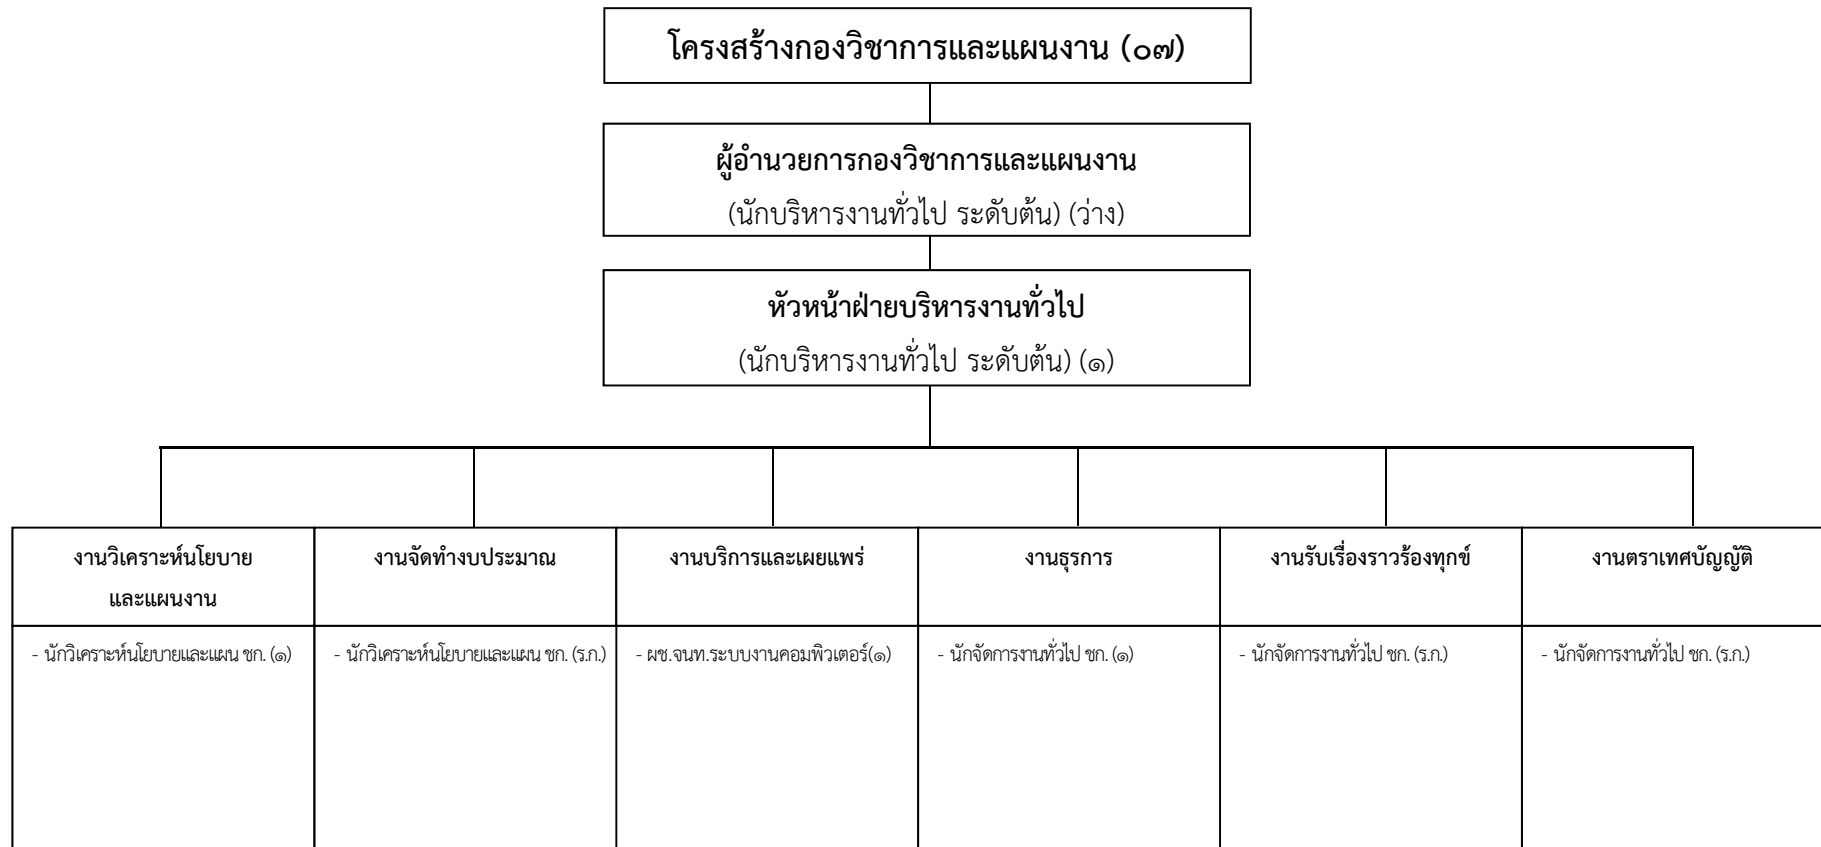 โครงสร้างกองวิชาการและแผนงาน (๐๗)
ผู้อำนวยการกองวิชาการและแผนงาน
(นักบริหารงานทั่วไป ระดับต้น) (ว่าง)
หัวหน้าฝ่ายบริหารงานทั่วไป
(นักบริหารงานทั่วไป ระดับต้น) (๑)
งานวิเคราะห์นโยบาย
และแผนงาน
งานจัดทำงบประมาณ
งานบริการและเผยแพร่
งานธุรการ
งานรับเรื่องราวร้องทุกข์
งานตราเทศบัญญัติ
- นักวิเคราะห์นโยบายและแผน ชก. (๑)
- นักวิเคราะห์นโยบายและแผน ชก. (ร.ก.)
- ผช.จนท.ระบบงานคอมพิวเตอร์(๑)
- นักจัดการงานทั่วไป ชก. (๑)
- นักจัดการงานทั่วไป ชก. (ร.ก.)
- นักจัดการงานทั่วไป ชก. (ร.ก.)